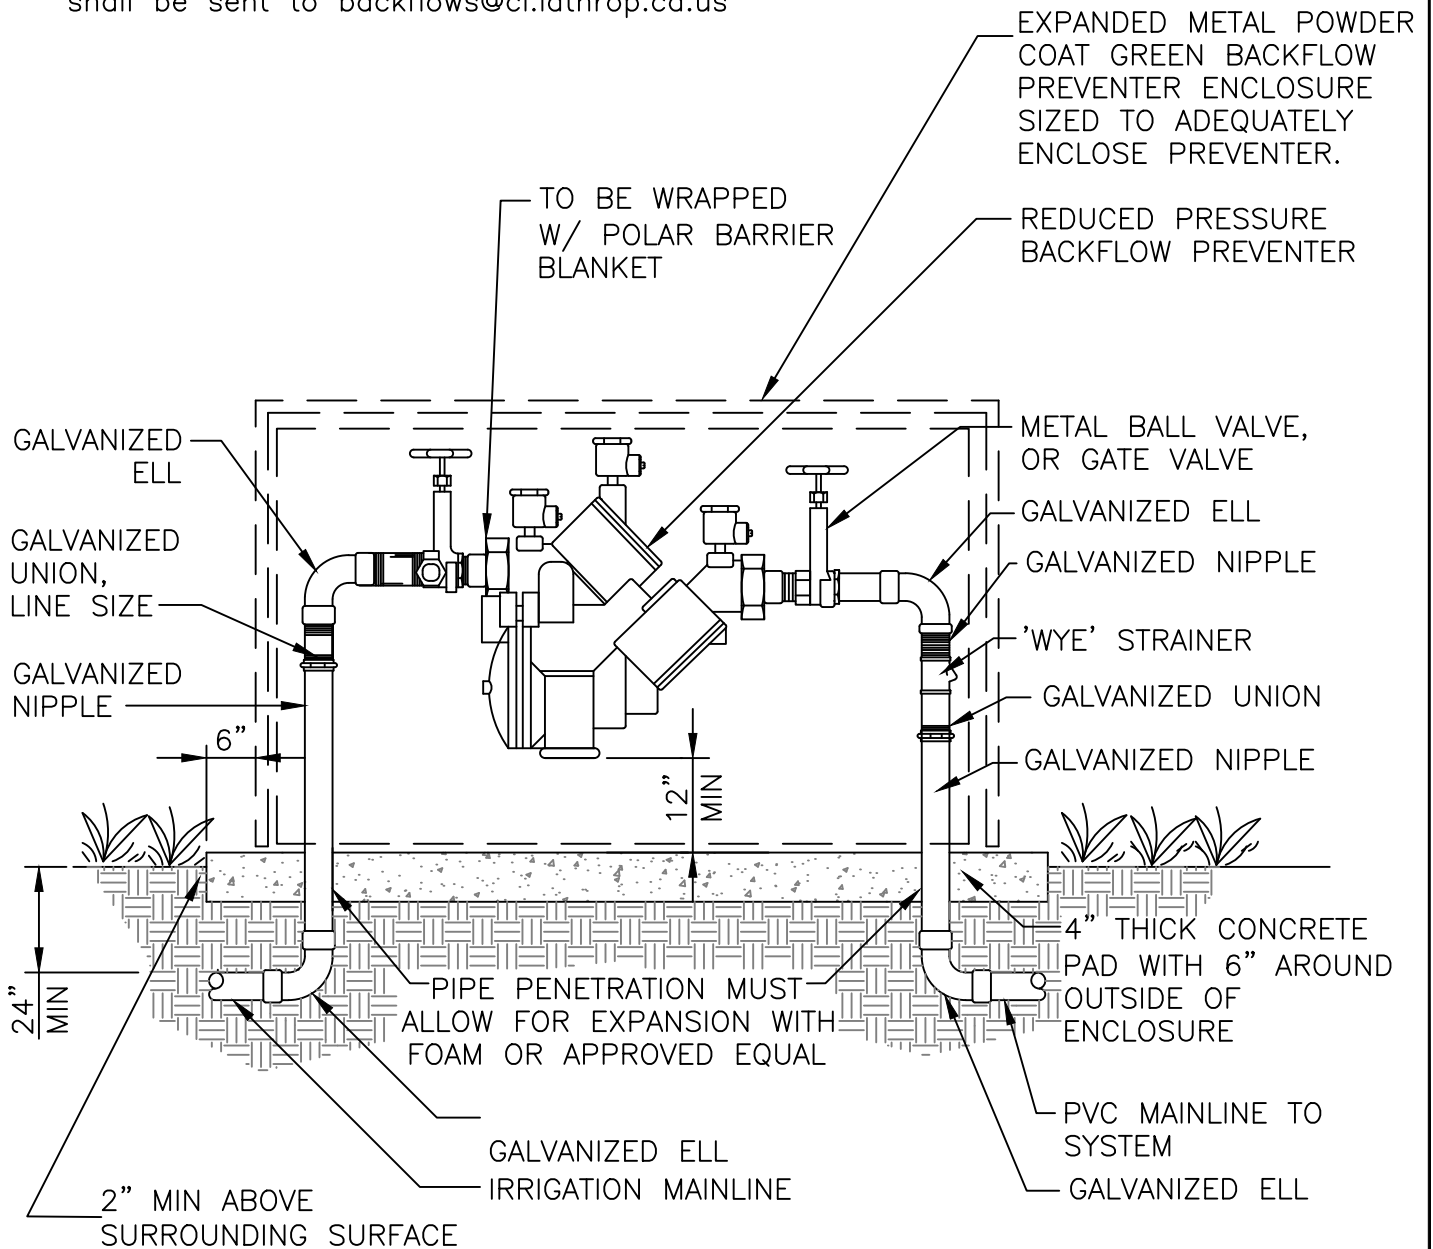 shall be sent to backflows@ci.lathrop.ca.us
EXPANDED METAL POWDER
COAT GREEN BACKFLOW
PREVENTER ENCLOSURE
SIZED TO ADEQUATELY
ENCLOSE PREVENTER.
TO BE WRAPPED
W/ POLAR BARRIER
BLANKET
REDUCED PRESSURE
BACKFLOW PREVENTER
GALVANIZED
ELL
METAL BALL VALVE,
OR GATE VALVE
GALVANIZED ELL
GALVANIZED
UNION,
LINE SIZE
GALVANIZED NIPPLE
'WYE' STRAINER
GALVANIZED
NIPPLE
GALVANIZED UNION
6"
GALVANIZED NIPPLE
12"
MIN
4" THICK CONCRETE
PAD WITH 6" AROUND
OUTSIDE OF
ENCLOSURE
24"
MIN
PIPE PENETRATION MUST
ALLOW FOR EXPANSION WITH
FOAM OR APPROVED EQUAL
PVC MAINLINE TO
SYSTEM
GALVANIZED ELL
IRRIGATION MAINLINE
GALVANIZED ELL
2" MIN ABOVE
SURROUNDING SURFACE